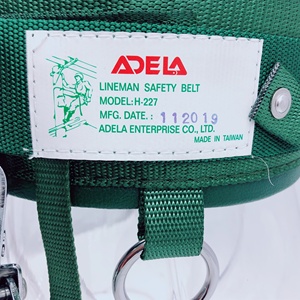 ADELA
LINEMAN SAFETY BELT
MODEL:H-227
MFG. DATE: 112019
ADELA ENTERPRISE CO., LTD.
MADE IN TAIWAN